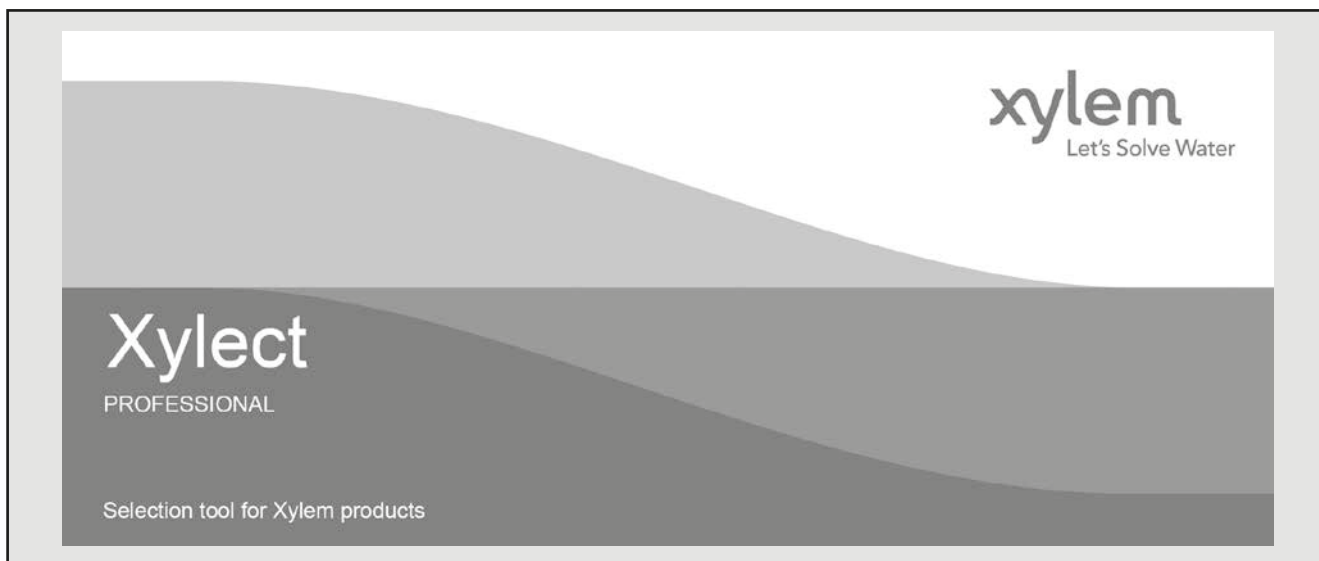 xylem
Let's Solve Water
Xylect
PROFESSIONAL
Selection tool for Xylem products